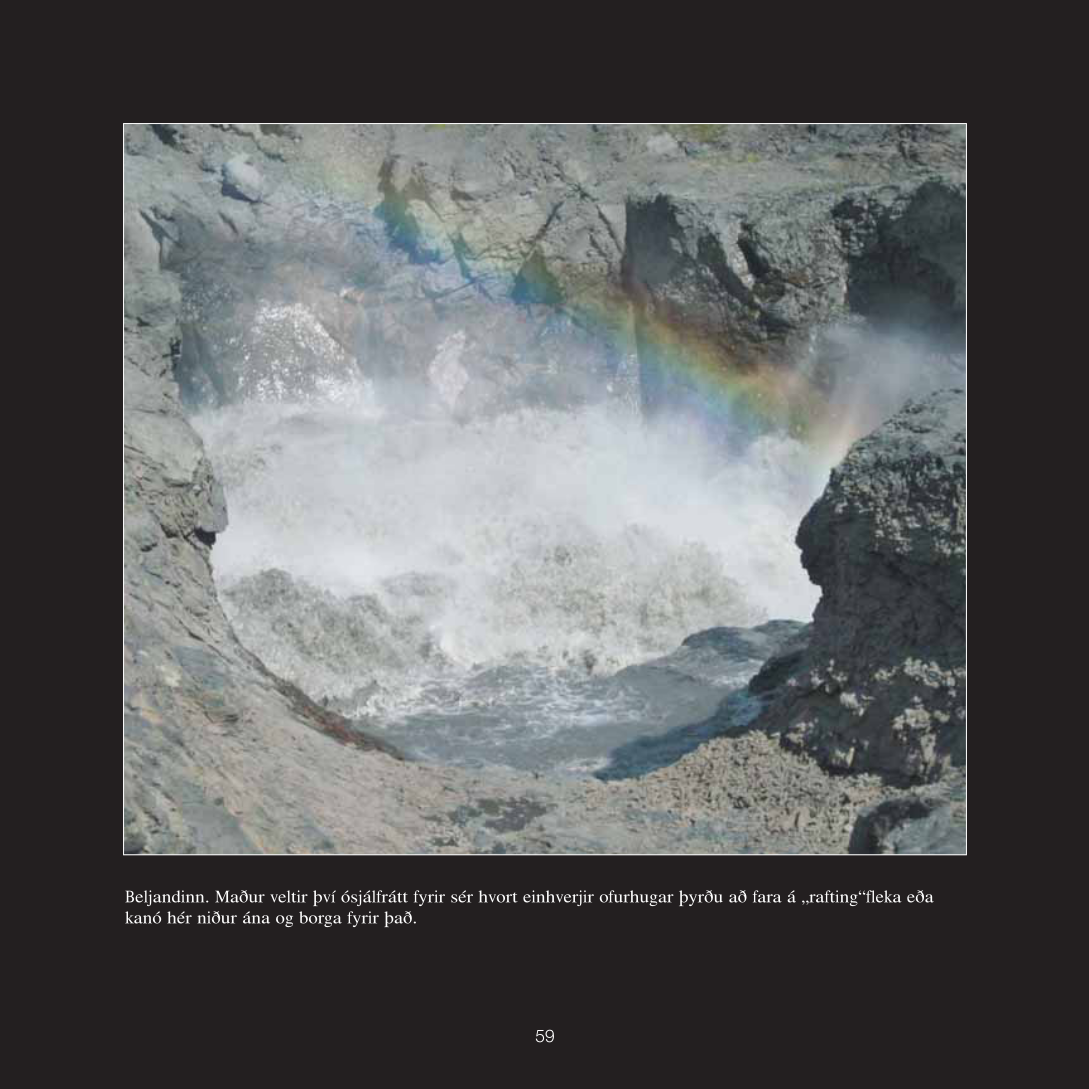 Beljandinn. Maður veltir því ósjálfrátt fyrir sér hvort einhverjir ofurhugar þyrðu að fara á „rafting“fleka eða
kanó hér niður ána og borga fyrir það.
59